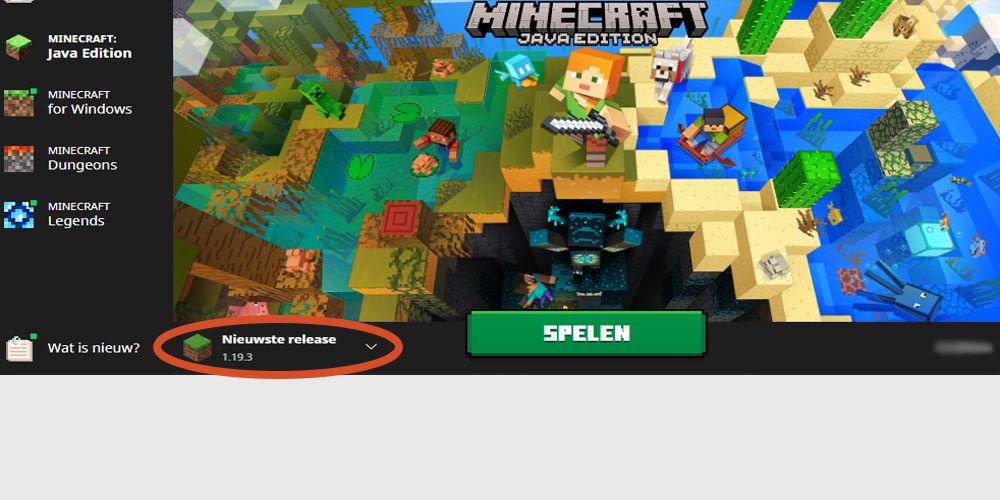 MINECRAFT
JAVA EDITION
MINECRAFT:
Java Edition
MINECRAFT
for Windows
MINECRAFT
Dungeons
MINECRAFT
Legends
Wat is nieuw?
Nieuwste release
1.19.3
SPELEN